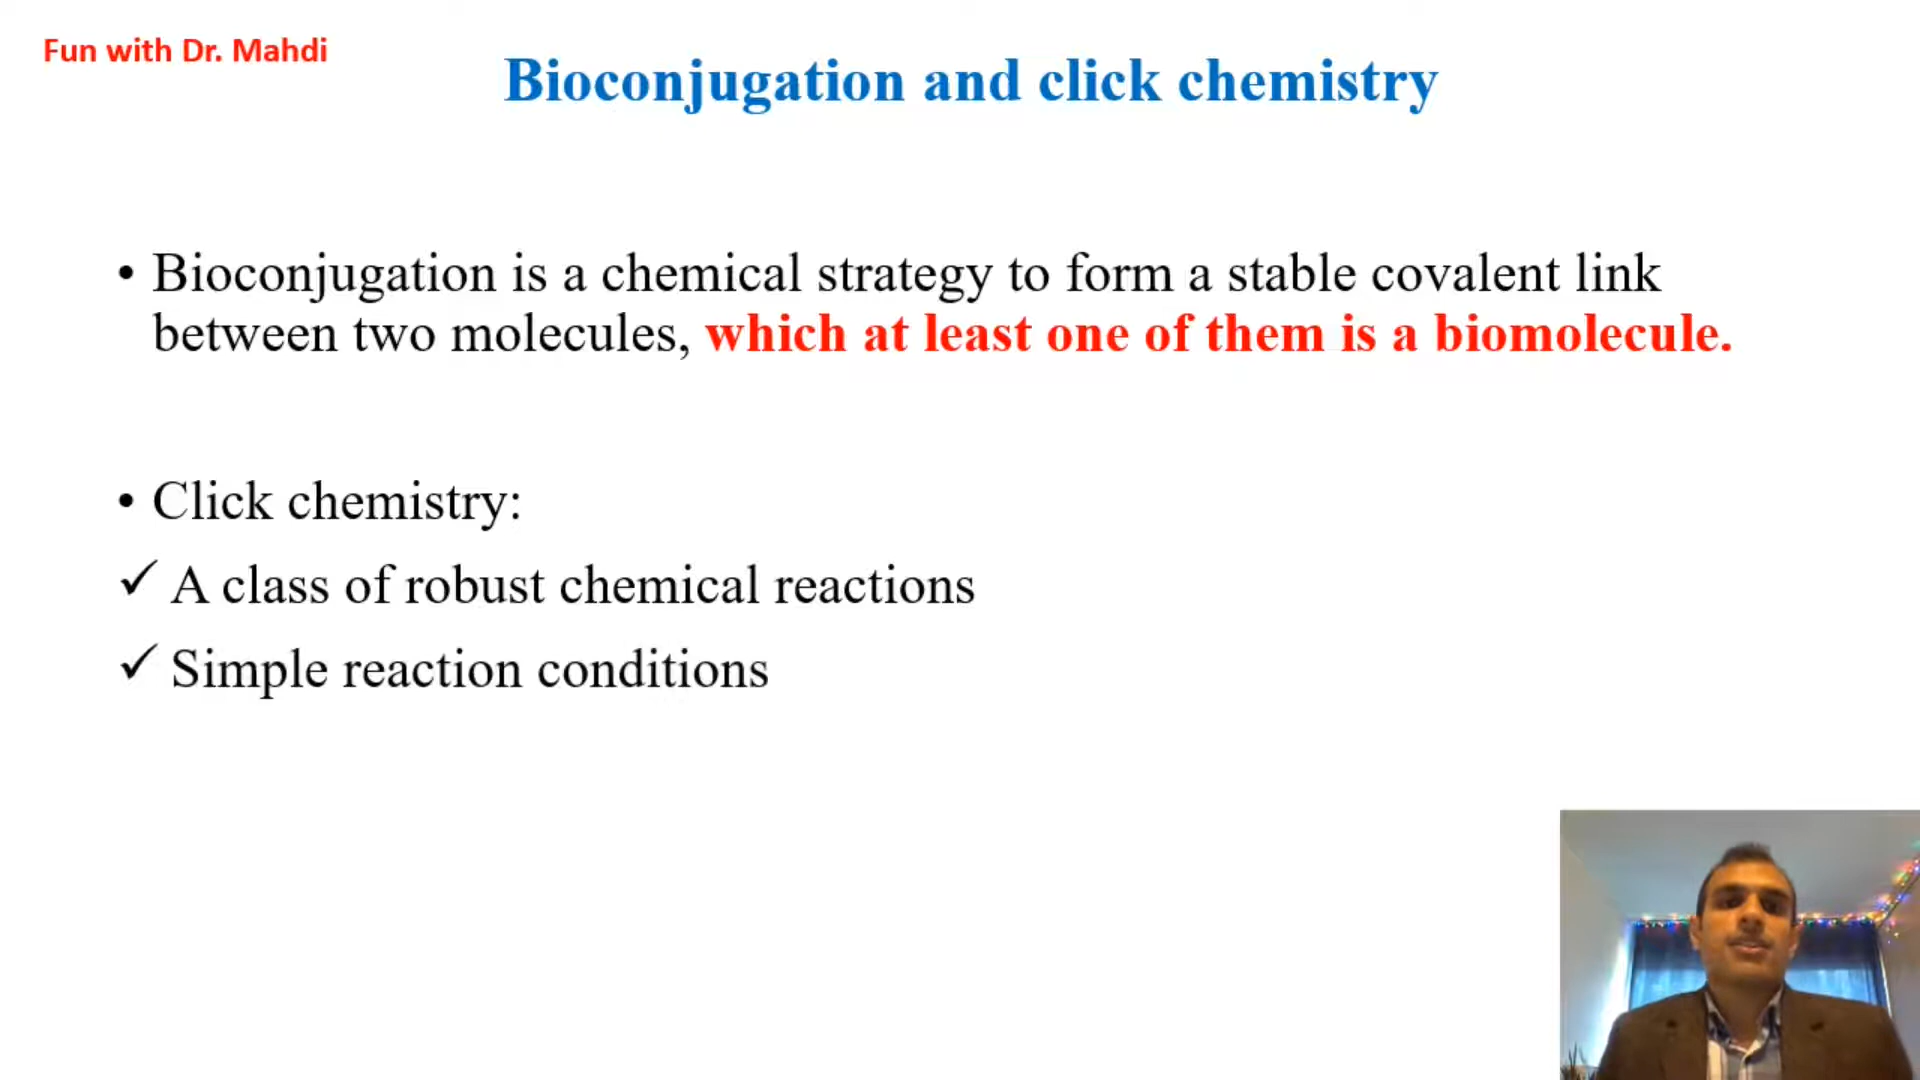 Fun with Dr. Mahdi
Bioconjugation and click chemistry
• Bioconjugation is a chemical strategy to form a stable covalent link
between two molecules, which at least one of them is a biomolecule.
• Click chemistry:
✓ A class of robust chemical reactions
✓ Simple reaction conditions